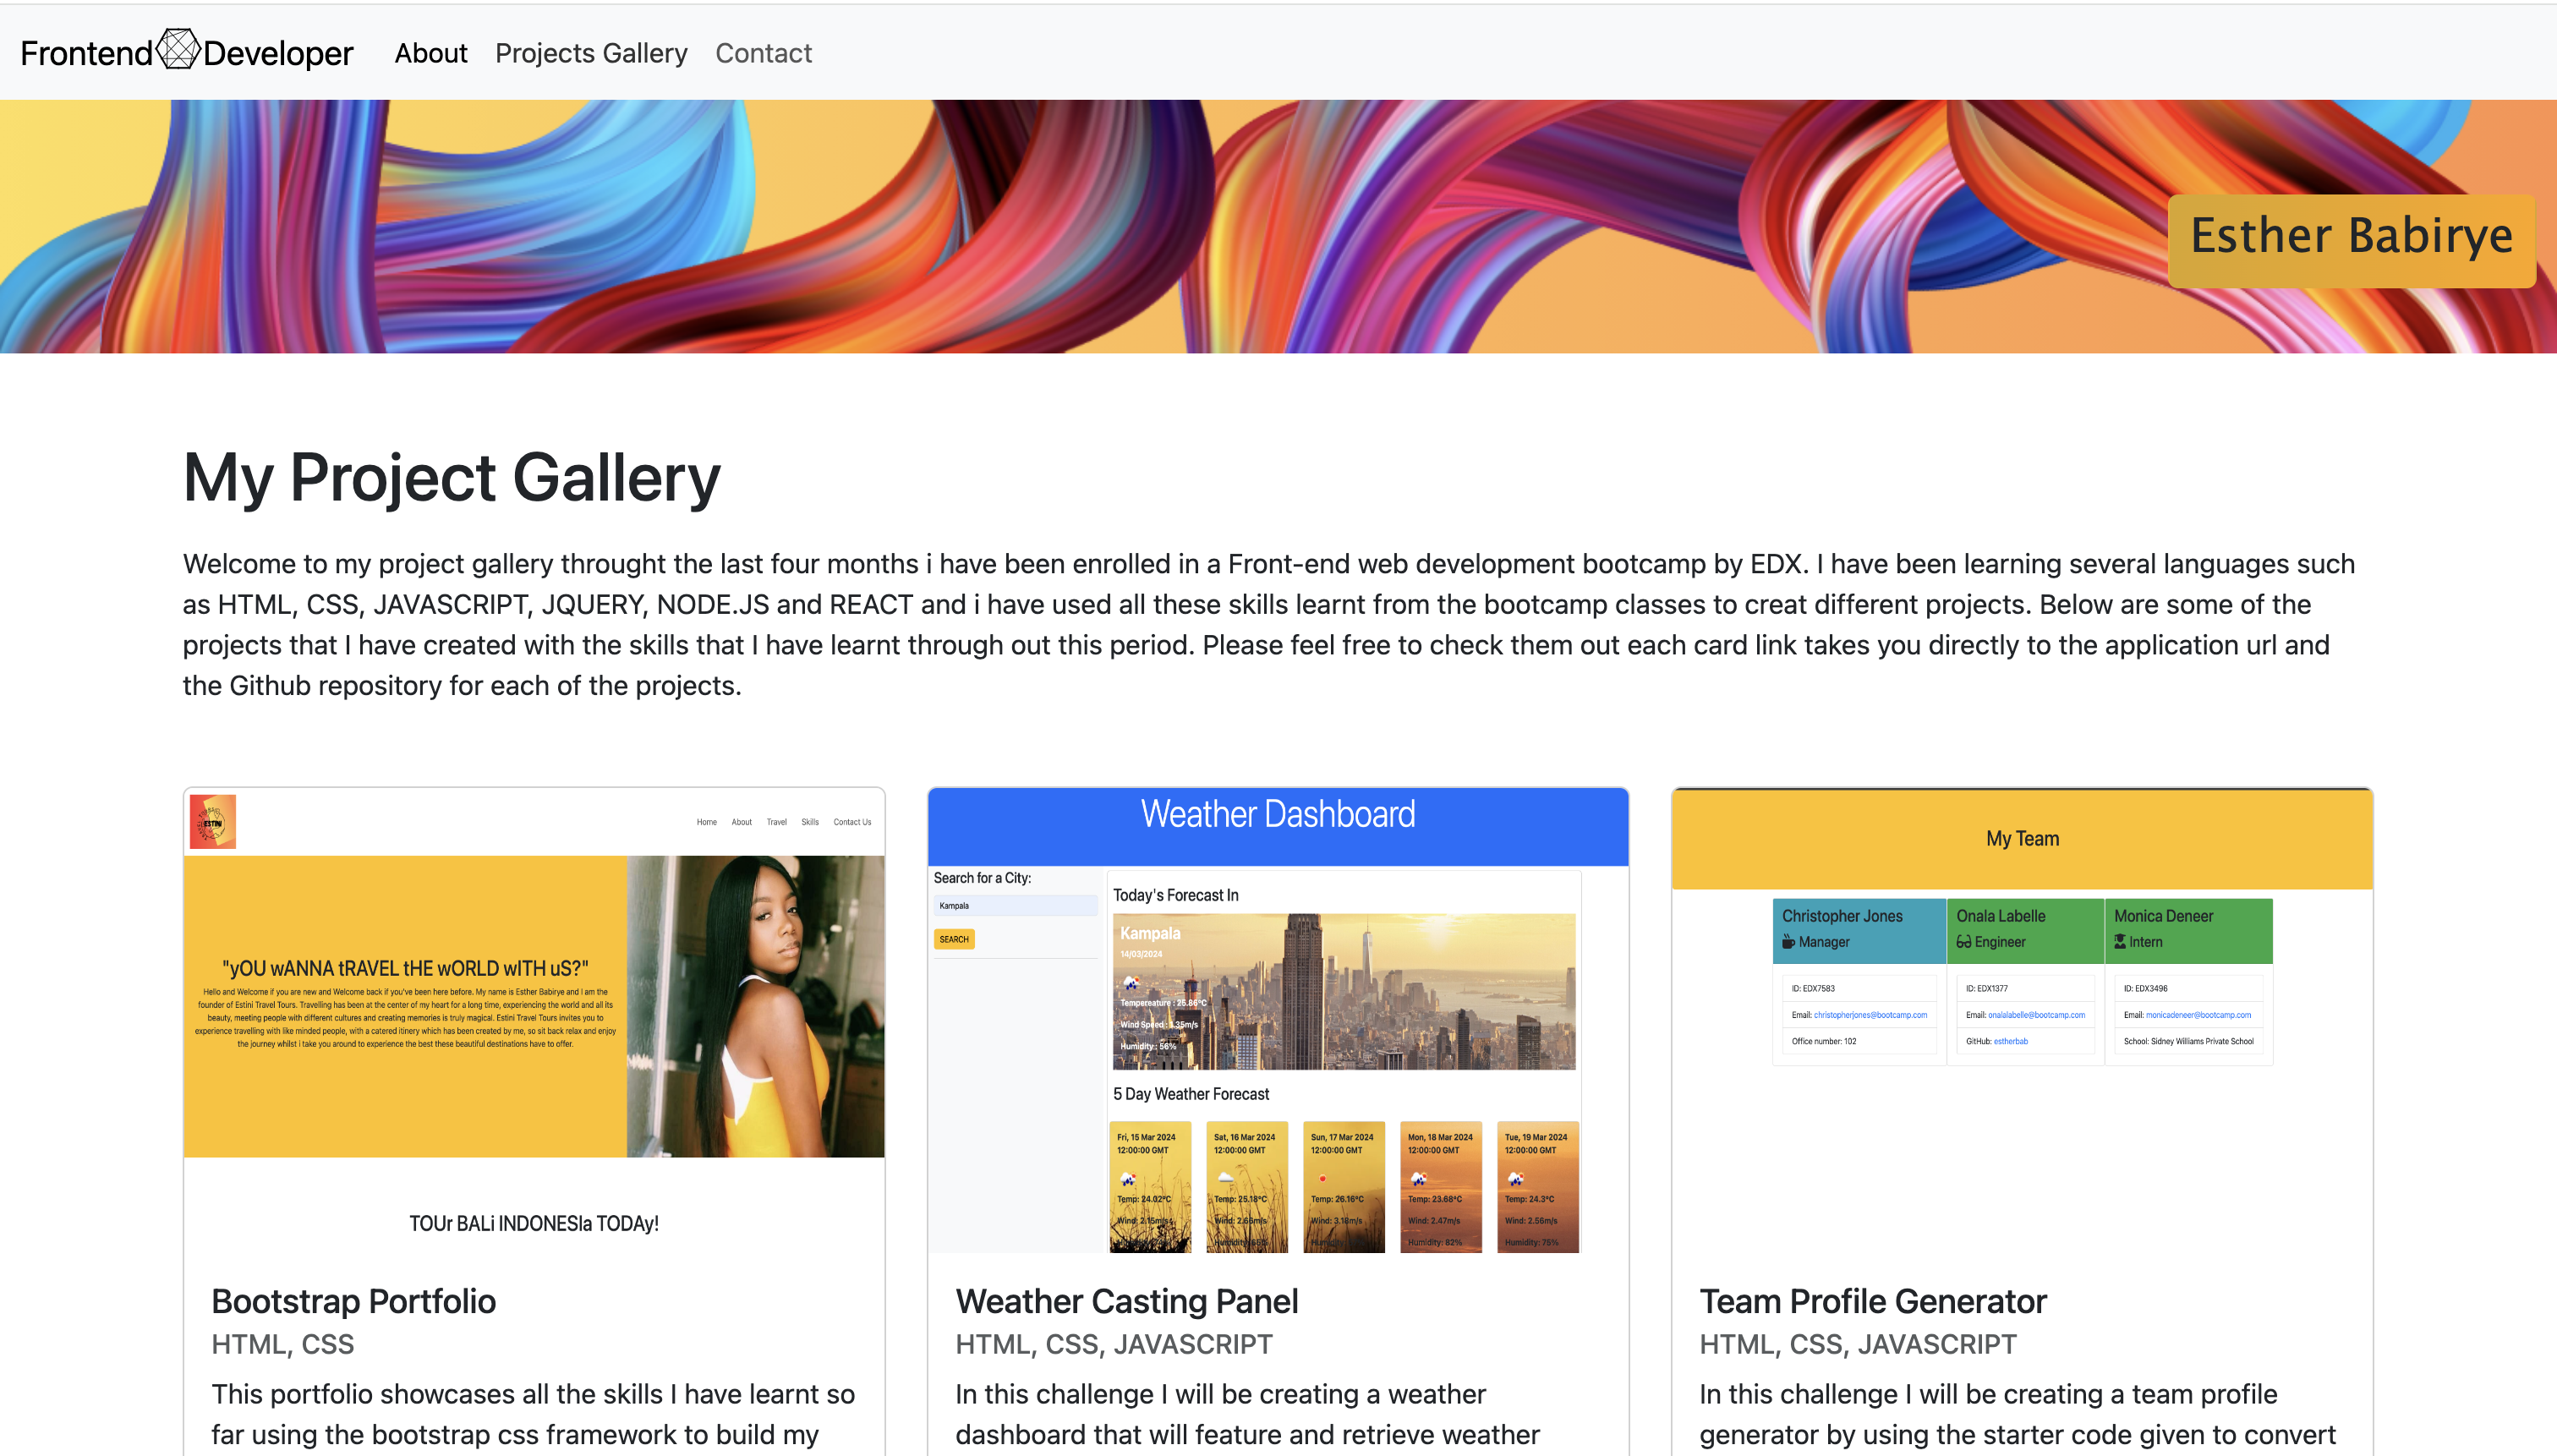 Frontend Developer About Projects Gallery Contact
Esther Babirye
My Project Gallery
Welcome to my project gallery throught the last four months i have been enrolled in a Front-end web development bootcamp by EDX. I have been learning several languages such
as HTML, CSS, JAVASCRIPT, JQUERY, NODE.JS and REACT and i have used all these skills learnt from the bootcamp classes to creat different projects. Below are some of the
projects that I have created with the skills that I have learnt through out this period. Please feel free to check them out each card link takes you directly to the application url and
the Github repository for each of the projects.
ESTINI
Home About Travel Skills Contact Us
"yOU wANNA tRAVEL tHE wORLD wITH uS?"
Hello and Welcome if you are new and Welcome back if you've been here before. My name is Esther Babirye and I am the
founder of Estini Travel Tours. Travelling has been at the center of my heart for a long time, experiencing the world and all its
beauty, meeting people with different cultures and creating memories is truly magical. Estini Travel Tours invites you to
experience travelling with like minded people, with a catered itinery which has been created by me, so sit back relax and enjoy
the journey whilst i take you around to experience the best these beautiful destinations have to offer.
TOUr BALi INDONESIa TODAy!
Bootstrap Portfolio
HTML, CSS
This portfolio showcases all the skills I have learnt so
far using the bootstrap css framework to build my
Weather Dashboard
Search for a City:
Kampala
SEARCH
Today's Forecast In
Kampala
14/03/2024
Tempereature : 25.86°C
Wind Speed : 3.35m/s
Humidity : 56%
5 Day Weather Forecast
Fri, 15 Mar 2024
12:00:00 GMT
Temp: 24.02°C
Wind: 2.15m/s
Sat, 16 Mar 2024
12:00:00 GMT
Temp: 25.18°C
Wind: 2.66m/s
Sun, 17 Mar 2024
12:00:00 GMT
Temp: 26.16°C
Wind: 3.18m/s
Mon, 18 Mar 2024
12:00:00 GMT
Temp: 23.68°C
Wind: 2.47m/s
Humidity: 82%
Tue, 19 Mar 2024
12:00:00 GMT
Temp: 24.3°C
Wind: 2.56m/s
Humidity: 75%
Weather Casting Panel
HTML, CSS, JAVASCRIPT
In this challenge I will be creating a weather
dashboard that will feature and retrieve weather
My Team
Christopher Jones
Manager
ID: EDX7583
Email: christopherjones@bootcamp.com
Office number: 102
Onala Labelle
Engineer
ID: EDX1377
Email: onalalabelle@bootcamp.com
GitHub: estherbab
Monica Deneer
Intern
ID: EDX3496
Email: monicadeneer@bootcamp.com
School: Sidney Williams Private School
Team Profile Generator
HTML, CSS, JAVASCRIPT
In this challenge I will be creating a team profile
generator by using the starter code given to convert